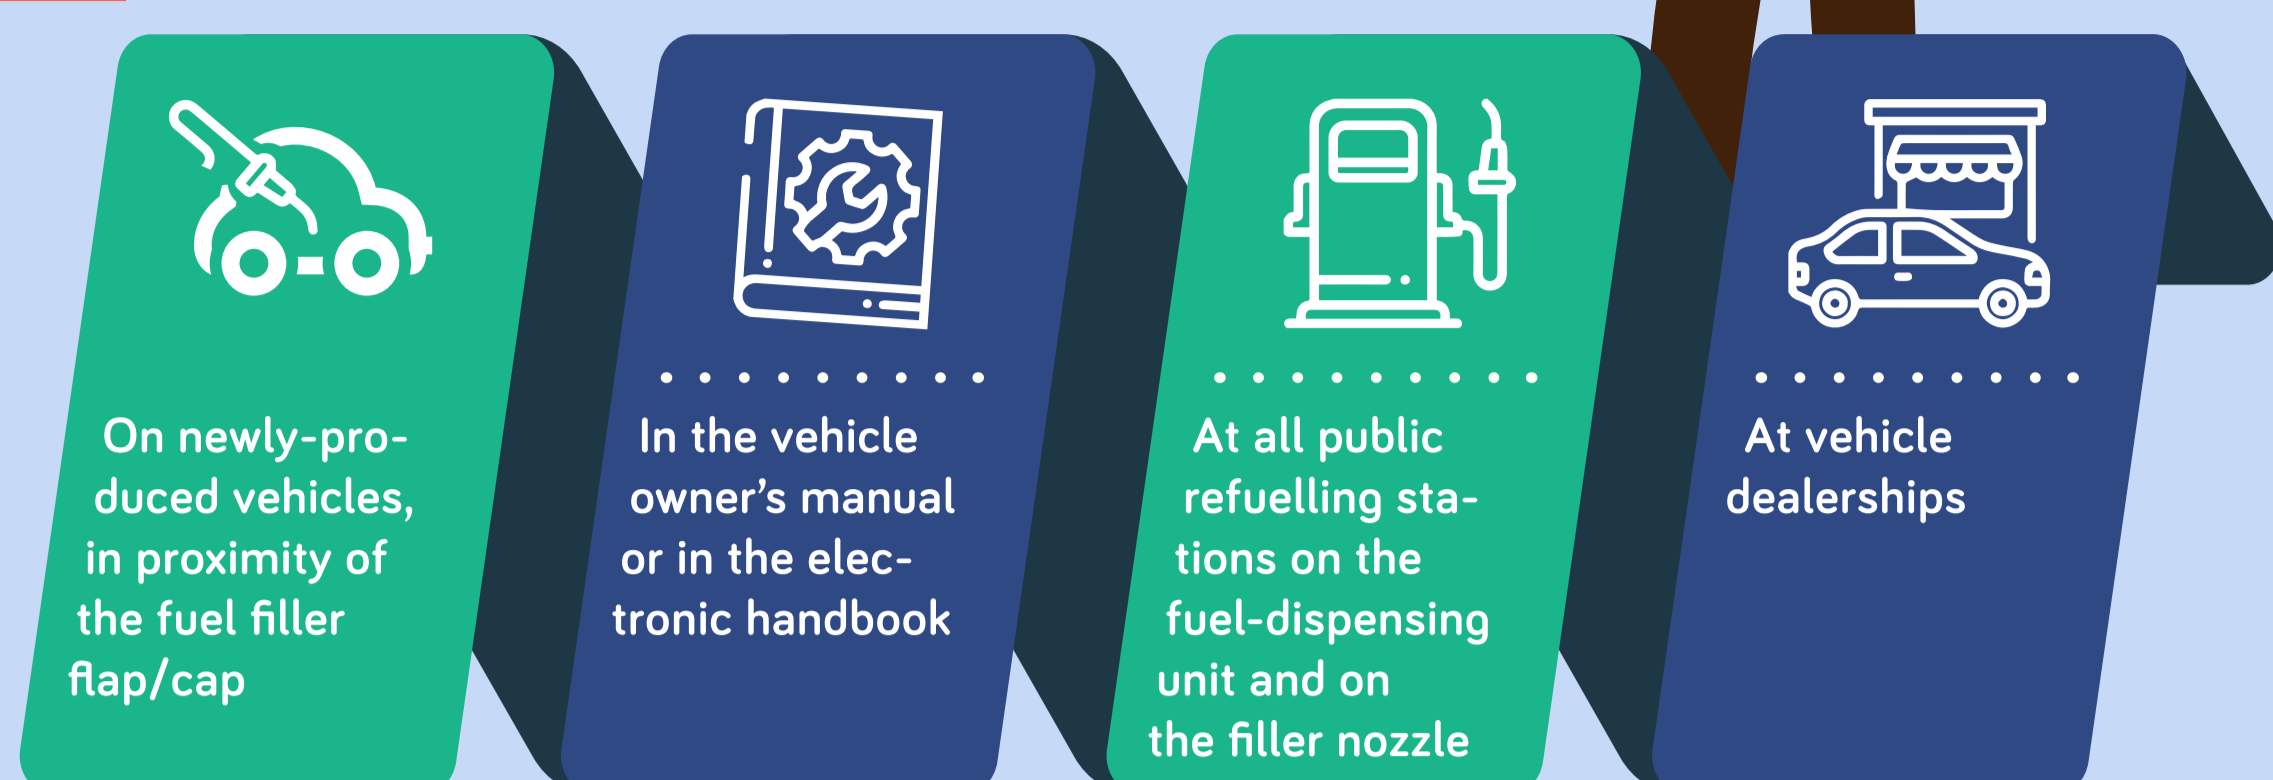 On newly-pro-
duced vehicles,
in proximity of
the fuel filler
flap/cap
In the vehicle
owner’s manual
or in the elec-
tronic handbook
At all public
refuelling sta-
tions on the
fuel-dispensing
unit and on
the filler nozzle
At vehicle
dealerships